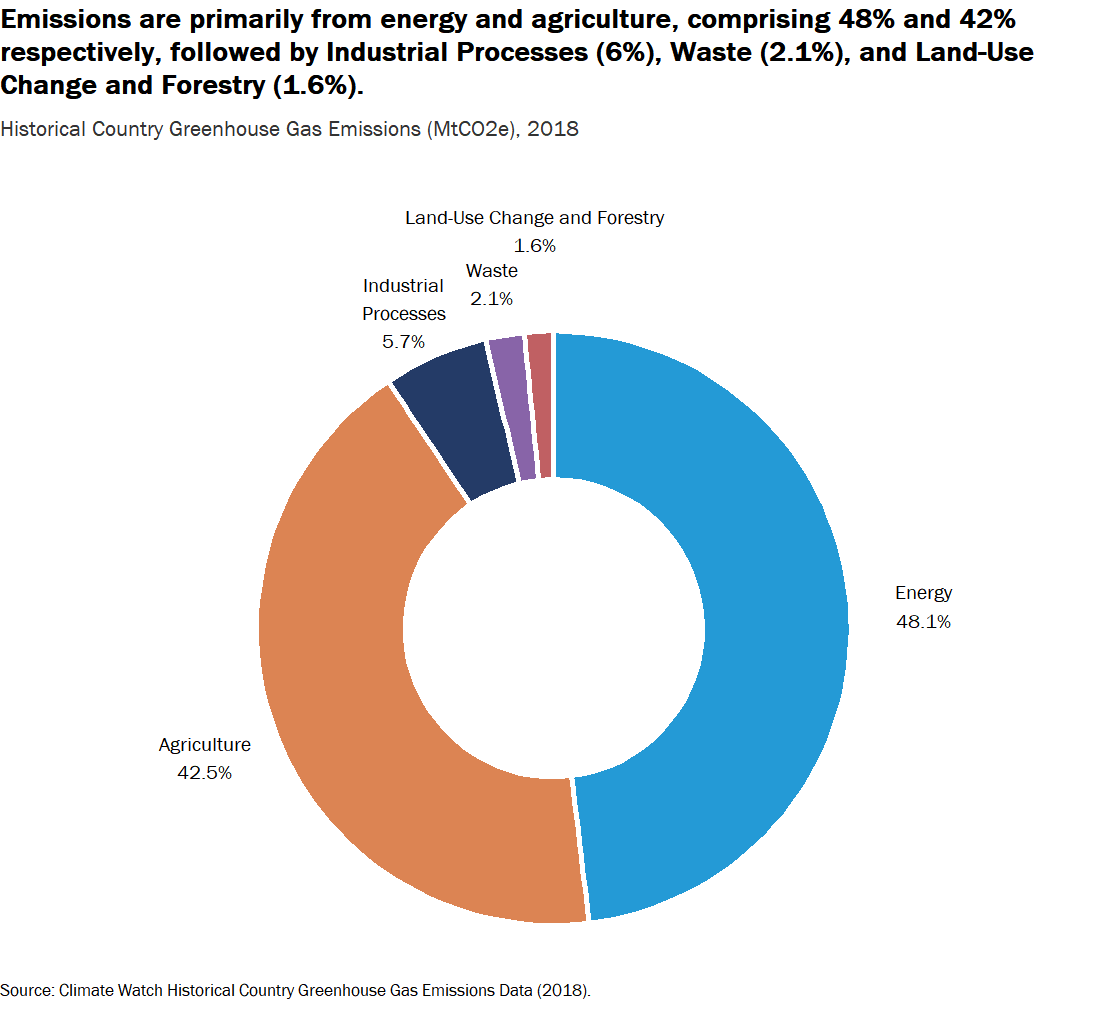 Emissions are primarily from energy and agriculture, comprising 48% and 42%
respectively, followed by Industrial Processes (6%), Waste (2.1%), and Land-Use
Change and Forestry (1.6%).
Historical Country Greenhouse Gas Emissions (MtCO2e), 2018
Land-Use Change and Forestry
1.6%
Waste
2.1%
Industrial
Processes
5.7%
Energy
48.1%
Agriculture
42.5%
Source: Climate Watch Historical Country Greenhouse Gas Emissions Data (2018).